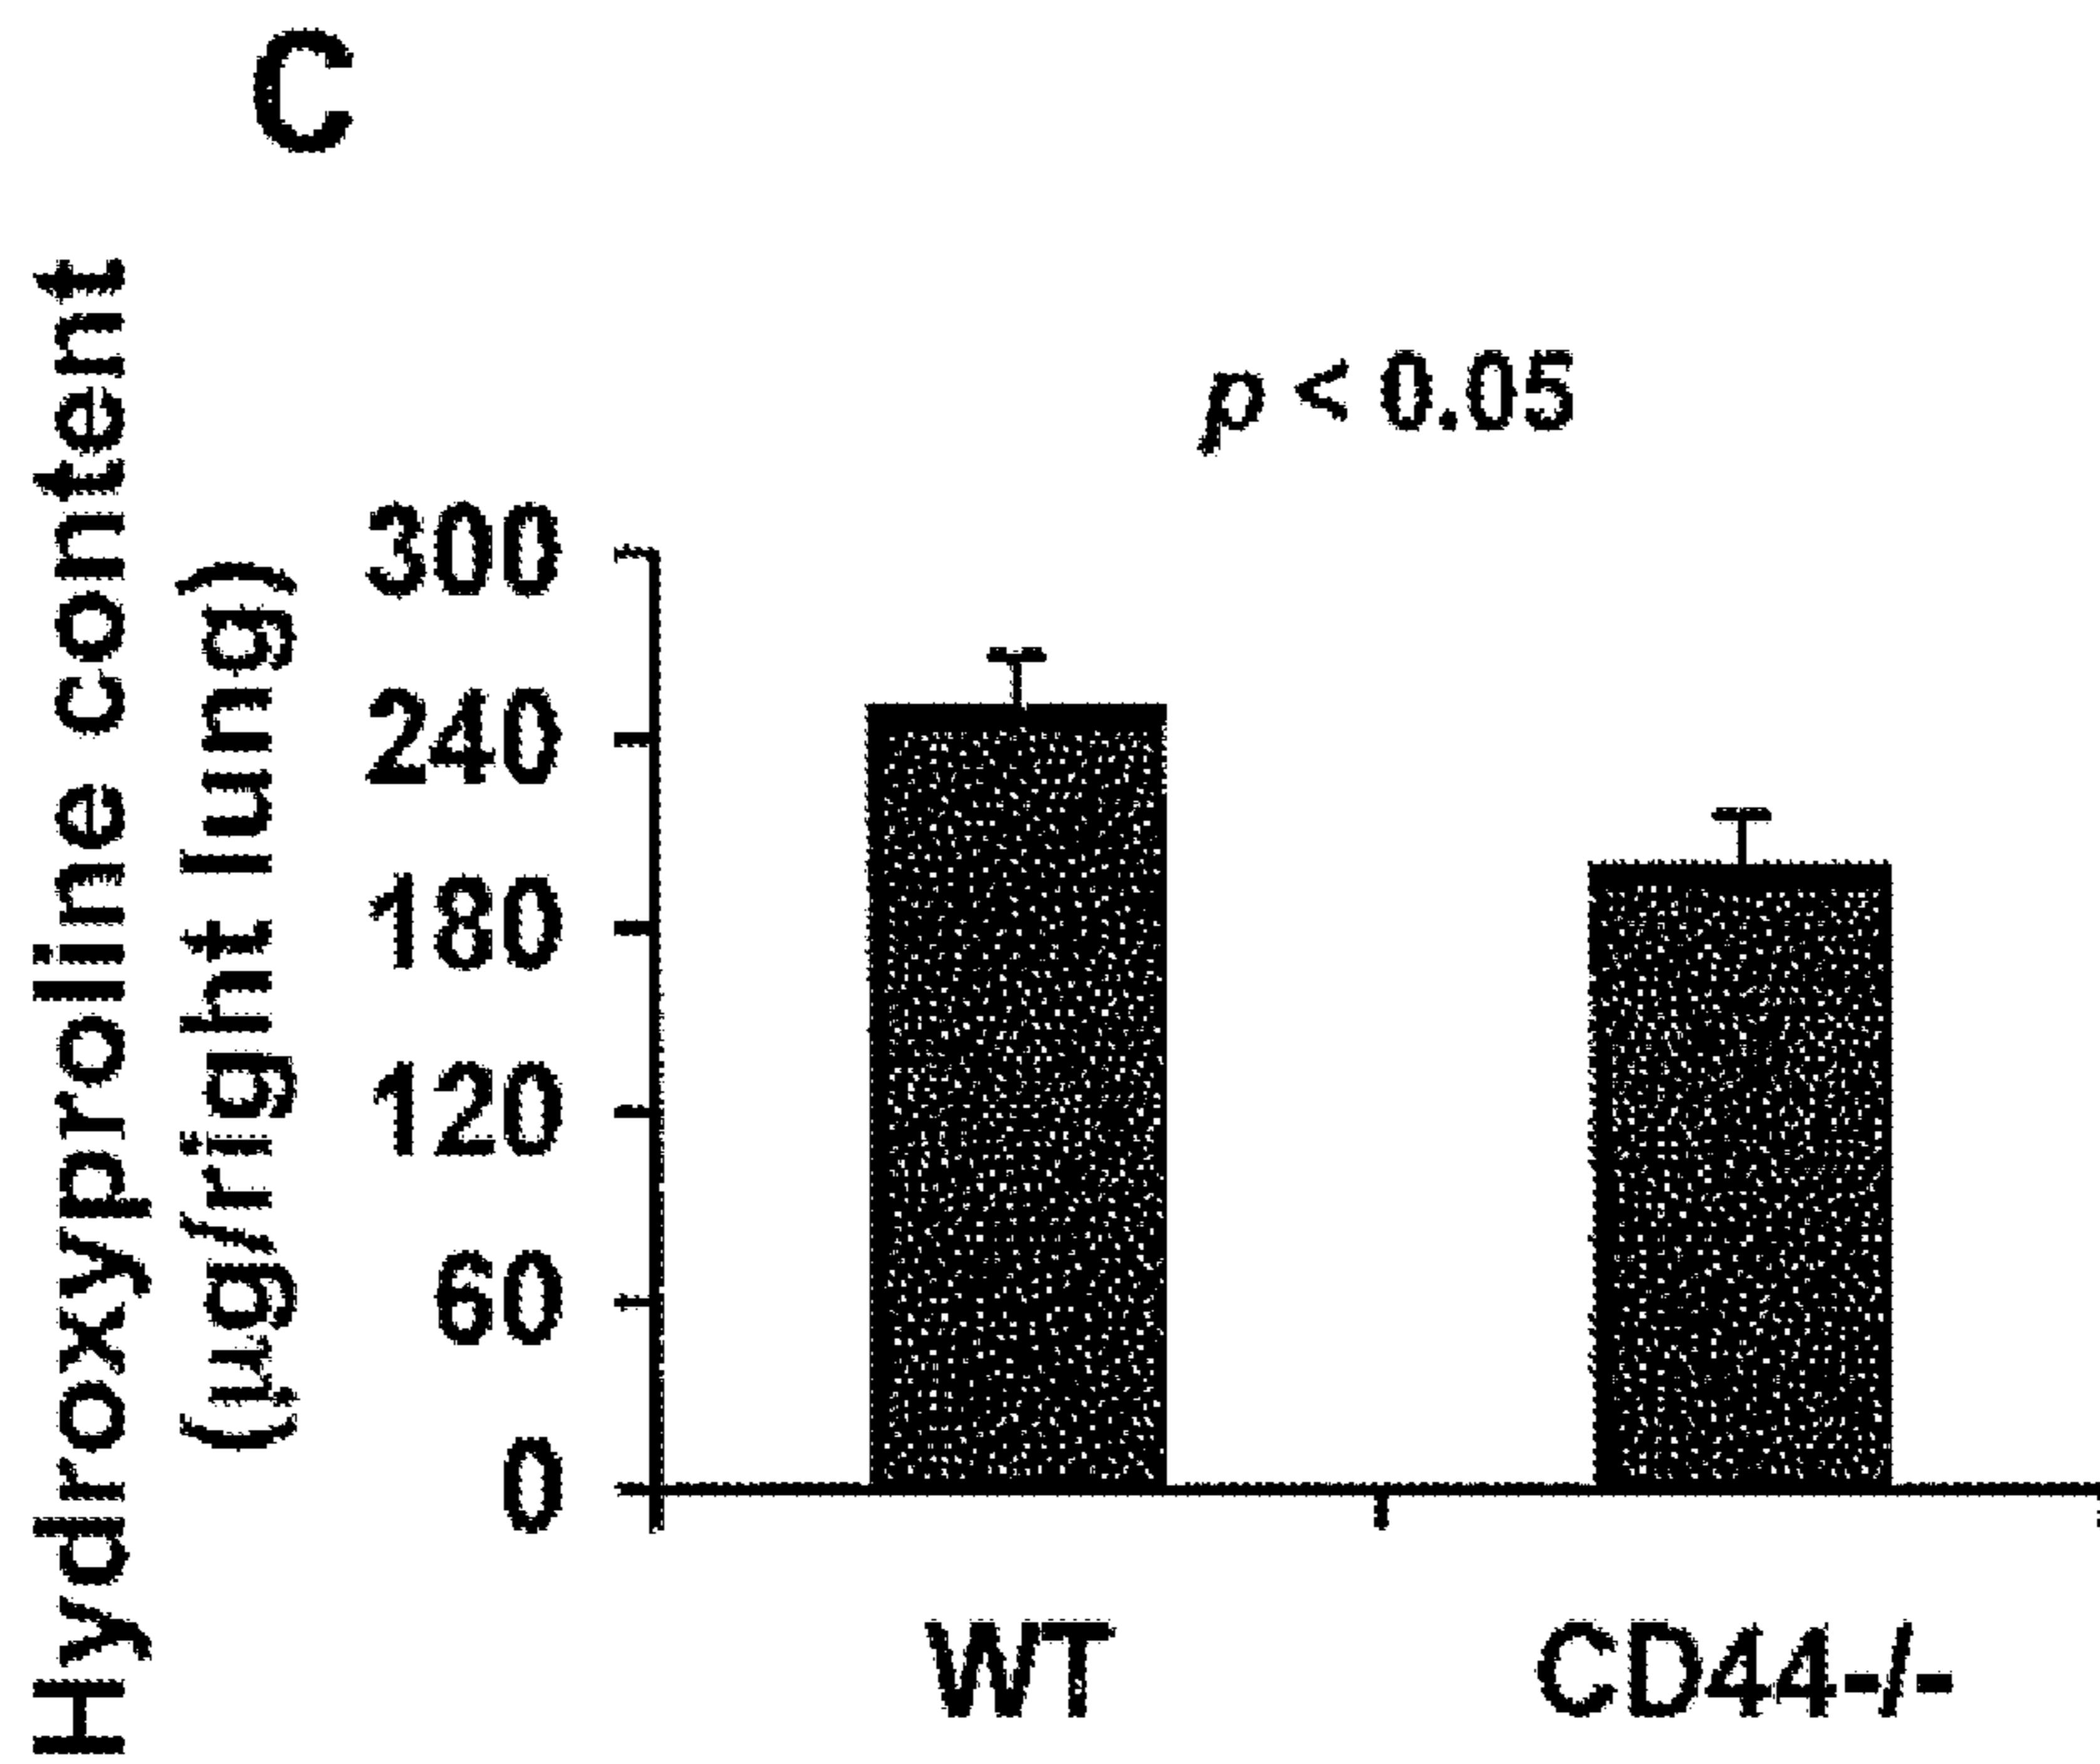 C
Hydroxyproline content
(µg/right lung)
p < 0.05
300
240
180
120
60
0
WT
CD44-/-